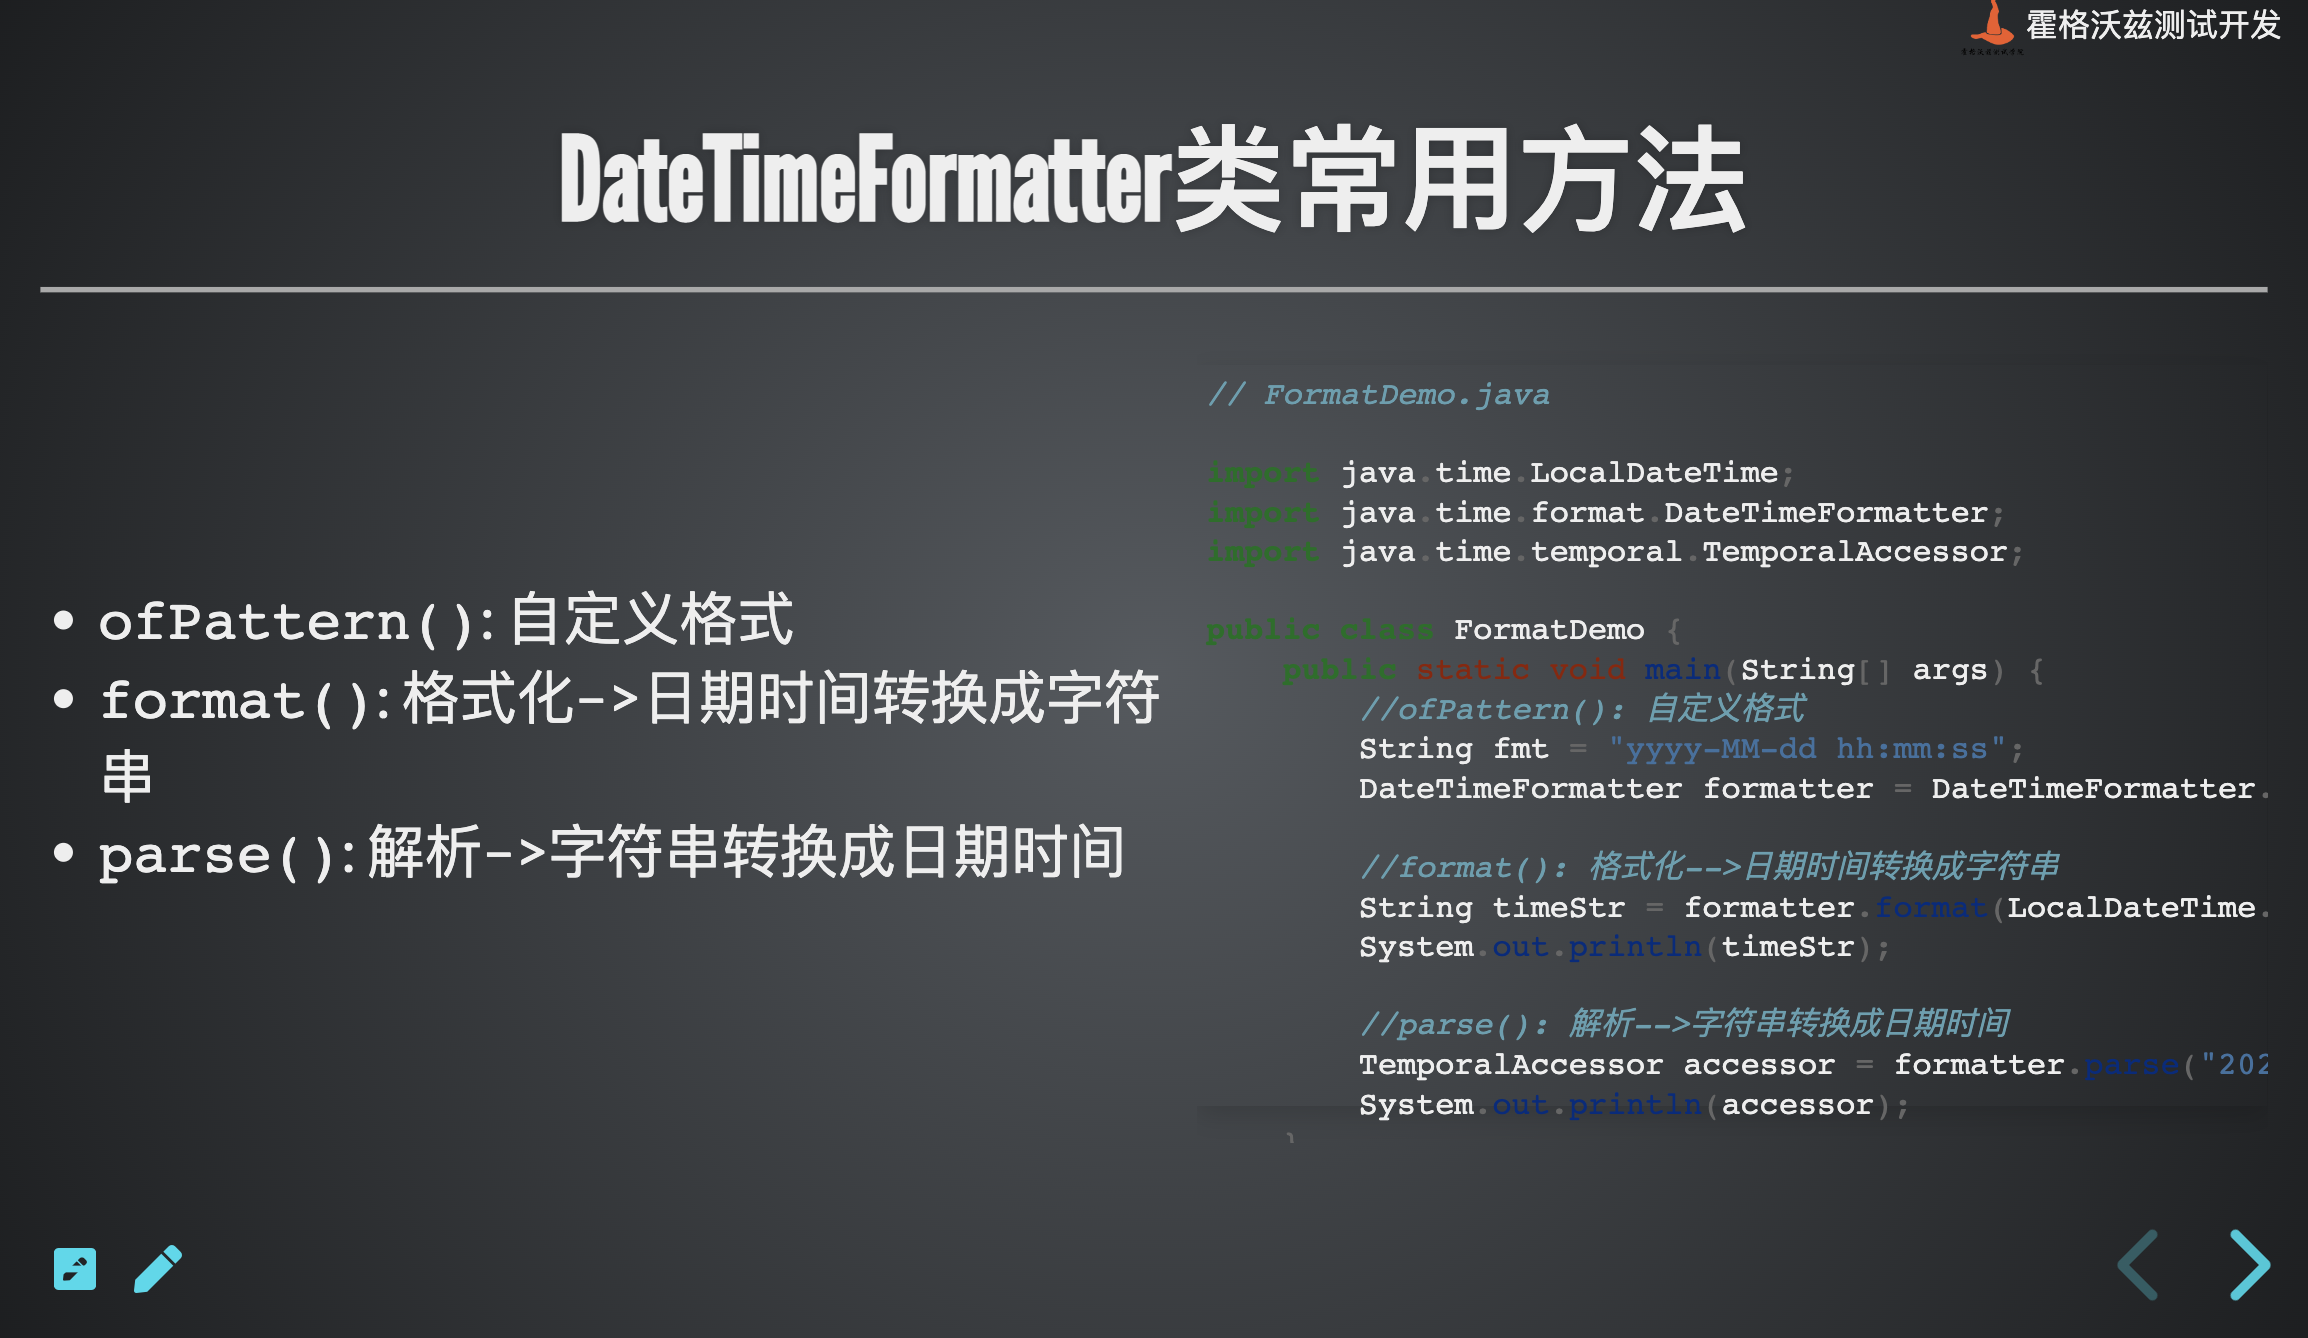 霍格沃兹测试开发
DateTimeFormatter类常用方法
• ofPattern(): 自定义格式
• format(): 格式化->日期时间转换成字符
串
• parse(): 解析->字符串转换成日期时间
// FormatDemo.java
import java.time.LocalDateTime;
import java.time.format.DateTimeFormatter;
import java.time.temporal.TemporalAccessor;
public class FormatDemo {
public static void main(String[] args) {
//ofPattern(): 自定义格式
String fmt = "yyyy-MM-dd hh:mm:ss";
DateTimeFormatter formatter = DateTimeFormatter.
//format(): 格式化-->日期时间转换成字符串
String timeStr = formatter.format(LocalDateTime.
System.out.println(timeStr);
//parse(): 解析-->字符串转换成日期时间
TemporalAccessor accessor = formatter.parse("202
System.out.println(accessor);